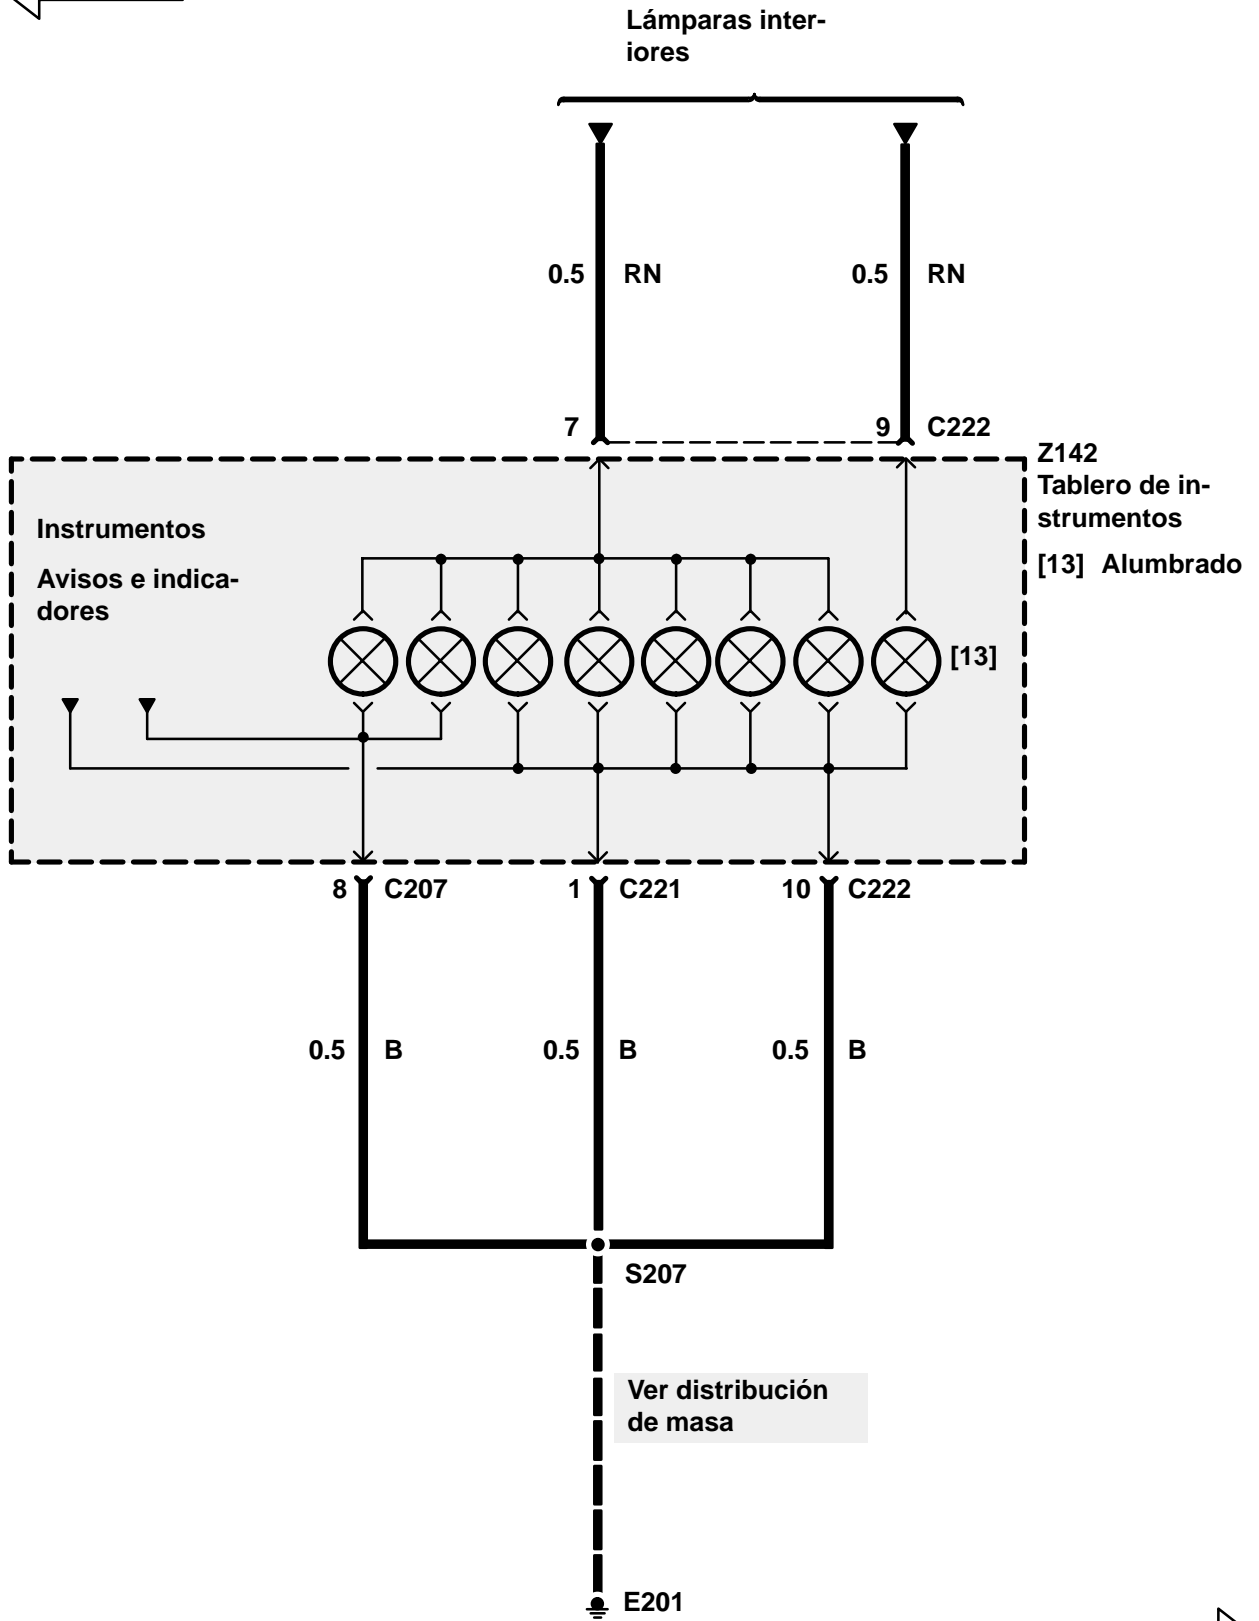 Lámparas inter-
iores
0.5 RN 0.5 RN
7 9 C222
Z142
Tablero de in-
strumentos
[13] Alumbrado
Instrumentos
Avisos e indica-
dores
[13]
8 C207 1 C221 10 C222
0.5 B 0.5 B 0.5 B
S207
Ver distribución
de masa
E201